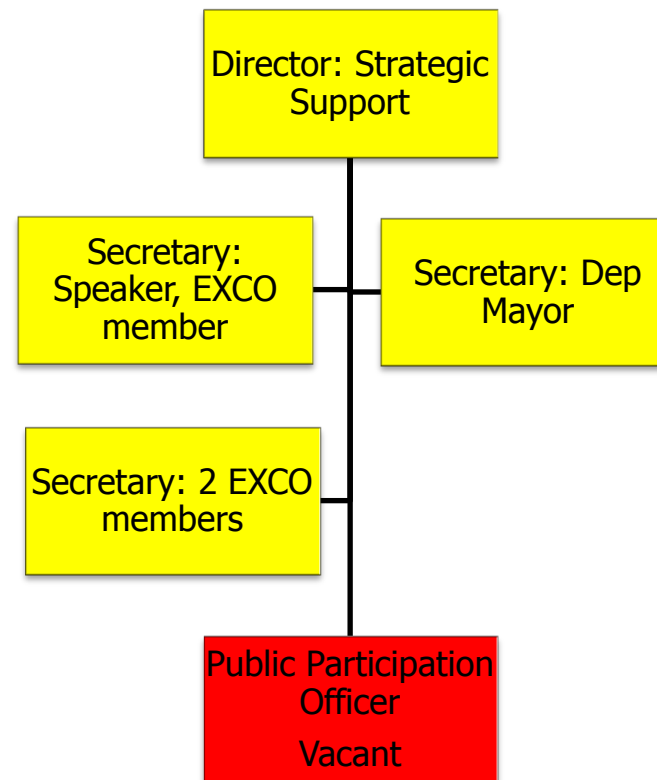 Director: Strategic
Support
Secretary:
Speaker, EXCO
member
Secretary: Dep
Mayor
Secretary: 2 EXCO
members
Public Participation
Officer
Vacant